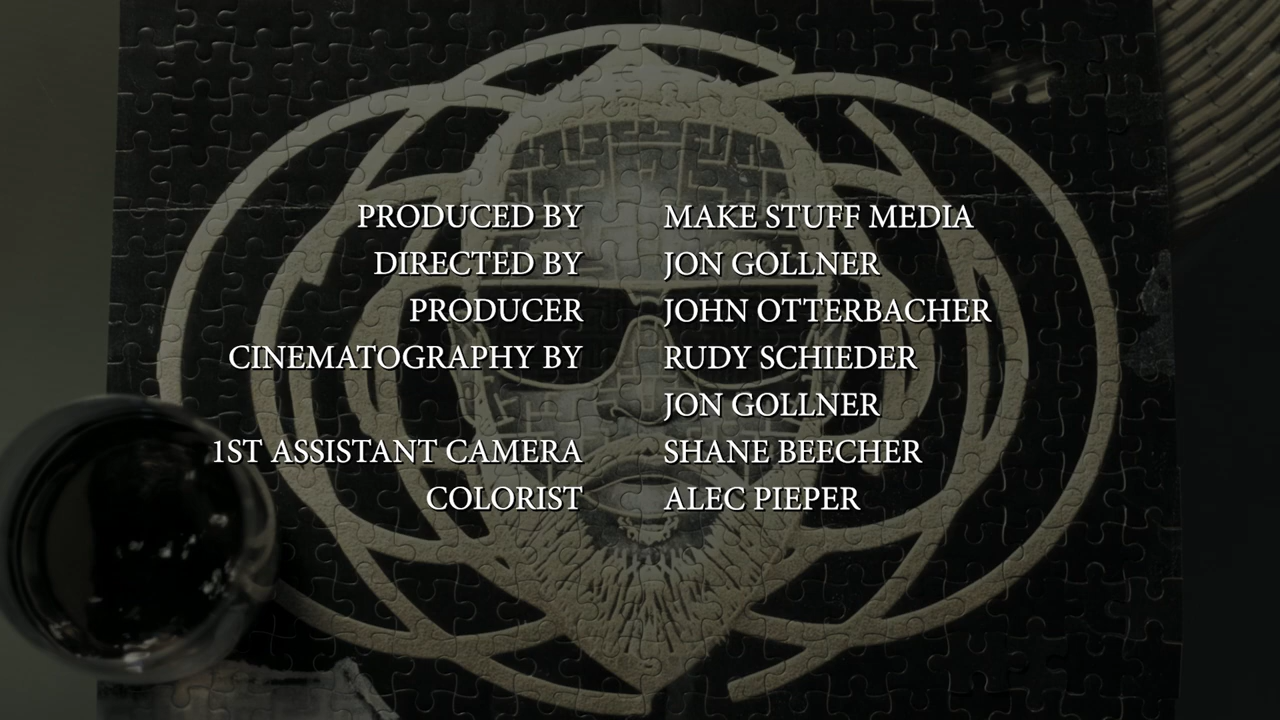 PRODUCED BY MAKE STUFF MEDIA
DIRECTED BY JON GOLLNER
PRODUCER JOHN OTTERBACHER
CINEMATOGRAPHY BY RUDY SCHIEDER
JON GOLLNER
1ST ASSISTANT CAMERA SHANE BEECHER
COLORIST ALEC PIEPER